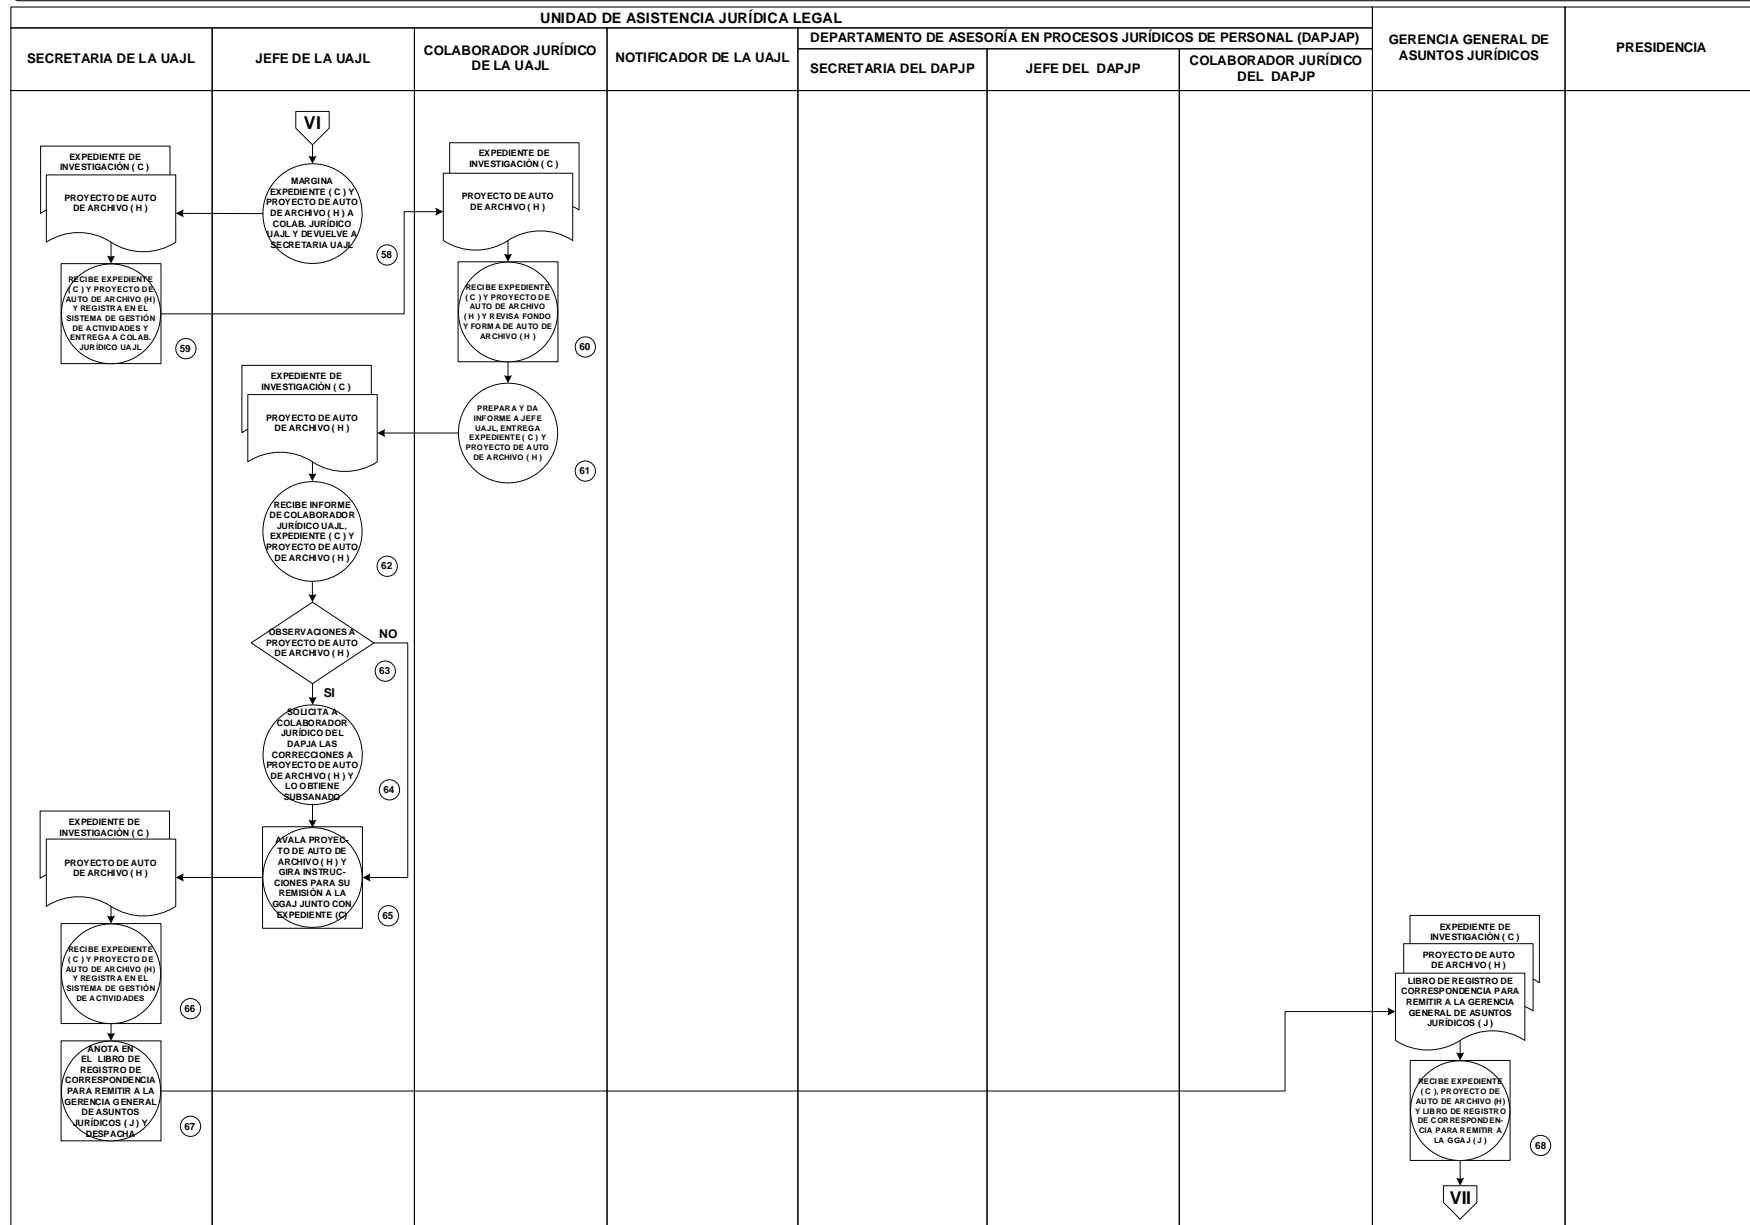 UNIDAD DE ASISTENCIA JURÍDICA LEGAL
SECRETARIA DE LA UAJL
JEFE DE LA UAJL
COLABORADOR JURÍDICO
DE LA UAJL
NOTIFICADOR DE LA UAJL
DEPARTAMENTO DE ASESORÍA EN PROCESOS JURÍDICOS DE PERSONAL (DAPJAP)
SECRETARIA DEL DAPJP
JEFE DEL DAPJP
COLABORADOR JURÍDICO
DEL DAPJP
GERENCIA GENERAL DE
ASUNTOS JURÍDICOS
PRESIDENCIA
VI
MARGINA
EXPEDIENTE ( C ) Y
PROYECTO DE AUTO
DE ARCHIVO ( H ) A
COLAB. JURÍDICO
UAJL Y DEVUELVE A
SECRETARIA UAJL
58
EXPEDIENTE DE
INVESTIGACIÓN ( C )
PROYECTO DE AUTO
DE ARCHIVO ( H )
RECIBE EXPEDIENTE
( C ) Y PROYECTO DE
AUTO DE ARCHIVO (H)
Y REGISTRA EN EL
SISTEMA DE GESTIÓN
DE ACTIVIDADES Y
ENTREGA A COLAB.
JURÍDICO UAJL
59
EXPEDIENTE DE
INVESTIGACIÓN ( C )
PROYECTO DE AUTO
DE ARCHIVO ( H )
RECIBE EXPEDIENTE
( C ) Y PROYECTO DE
AUTO DE ARCHIVO
( H ) Y REVISA FONDO
Y FORMA DE AUTO DE
ARCHIVO ( H )
60
PREPARA Y DA
INFORME A JEFE
UAJL, ENTREGA
EXPEDIENTE ( C ) Y
PROYECTO DE AUTO
DE ARCHIVO ( H )
61
EXPEDIENTE DE
INVESTIGACIÓN ( C )
PROYECTO DE AUTO
DE ARCHIVO ( H )
RECIBE INFORME
DE COLABORADOR
JURÍDICO UAJL,
EXPEDIENTE ( C ) Y
PROYECTO DE AUTO
DE ARCHIVO ( H )
62
OBSERVACIONES A
PROYECTO DE AUTO
DE ARCHIVO ( H )
NO
63
SI
SOLICITA A
COLABORADOR
JURÍDICO DEL
DAPJA LAS
CORRECCIONES A
PROYECTO DE AUTO
DE ARCHIVO ( H ) Y
LO OBTIENE
SUBSANADO
64
AVALA PROYEC-
TO DE AUTO DE
ARCHIVO ( H ) Y
GIRA INSTRUC-
CIONES PARA SU
REMISIÓN A LA
GGAJ JUNTO CON
EXPEDIENTE (C)
65
EXPEDIENTE DE
INVESTIGACIÓN ( C )
PROYECTO DE AUTO
DE ARCHIVO ( H )
RECIBE EXPEDIENTE
( C ) Y PROYECTO DE
AUTO DE ARCHIVO (H)
Y REGISTRA EN EL
SISTEMA DE GESTIÓN
DE ACTIVIDADES
66
ANOTA EN
EL LIBRO DE
REGISTRO DE
CORRESPONDENCIA
PARA REMITIR A LA
GERENCIA GENERAL
DE ASUNTOS
JURÍDICOS ( J ) Y
DESPACHA
67
EXPEDIENTE DE
INVESTIGACIÓN ( C )
PROYECTO DE AUTO
DE ARCHIVO ( H )
LIBRO DE REGISTRO DE
CORRESPONDENCIA PARA
REMITIR A LA GERENCIA
GENERAL DE ASUNTOS
JURÍDICOS ( J )
RECIBE EXPEDIENTE
( C ), PROYECTO DE
AUTO DE ARCHIVO (H)
Y LIBRO DE REGISTRO
DE CORRESPONDEN-
CIA PARA REMITIR A
LA GGAJ ( J )
68
VII